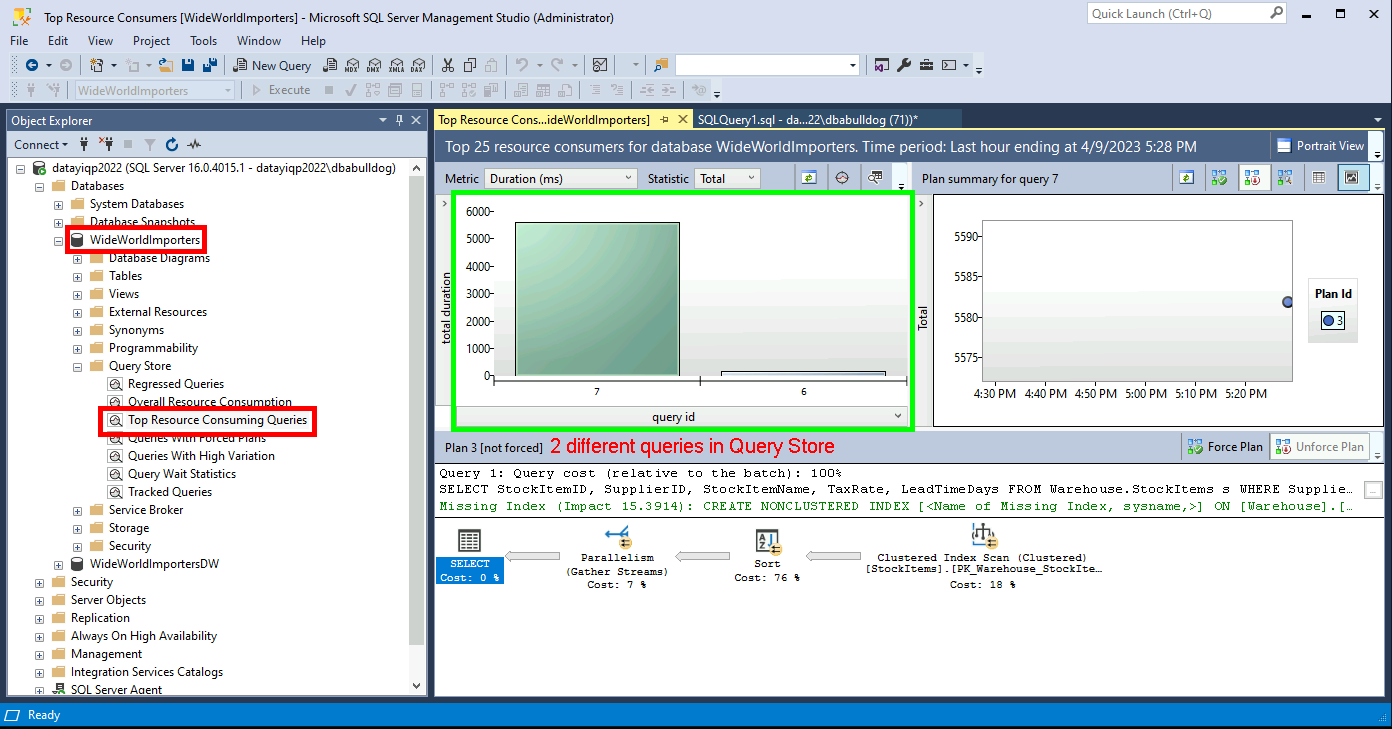 Top Resource Consumers [WideWorldImporters] - Microsoft SQL Server Management Studio (Administrator)
Quick Launch (Ctrl+Q)
File Edit View Project Tools Window Help
New Query MDX DMX XMLA DAX
WideWorldImporters Execute
Object Explorer
Connect
datayiqp2022 (SQL Server 16.0.4015.1 - datayiqp2022\dbabulldog)
Databases
System Databases
Database Snapshots
WideWorldImporters
Database Diagrams
Tables
Views
External Resources
Synonyms
Programmability
Query Store
Regressed Queries
Overall Resource Consumption
Top Resource Consuming Queries
Queries With Forced Plans
Queries With High Variation
Query Wait Statistics
Tracked Queries
Service Broker
Storage
Security
WideWorldImportersDW
Security
Server Objects
Replication
Always On High Availability
Management
Integration Services Catalogs
SQL Server Agent
Top Resource Cons...ideWorldImporters]
SQLQuery1.sql - da...22\dbabulldog (71))*
Top 25 resource consumers for database WideWorldImporters. Time period: Last hour ending at 4/9/2023 5:28 PM
Portrait View
Metric Duration (ms) Statistic Total
6000
5000
4000
3000
2000
1000
0
total duration
7 6
query id
Plan summary for query 7
5590
5585
5580
5575
Total
4:30 PM 4:40 PM 4:50 PM 5:00 PM 5:10 PM 5:20 PM
Plan Id
3
Plan 3 [not forced] 2 different queries in Query Store
Force Plan Unforce Plan
Query 1: Query cost (relative to the batch): 100%
SELECT StockItemID, SupplierID, StockItemName, TaxRate, LeadTimeDays FROM Warehouse.StockItems s WHERE Supplie…
Missing Index (Impact 15.3914): CREATE NONCLUSTERED INDEX [<Name of Missing Index, sysname,>] ON [Warehouse].[…
...
SELECT
Cost: 0 %
Parallelism
(Gather Streams)
Cost: 7 %
Sort
Cost: 76 %
Clustered Index Scan (Clustered)
[StockItems].[PK_Warehouse_StockIte…
Cost: 18 %
Ready